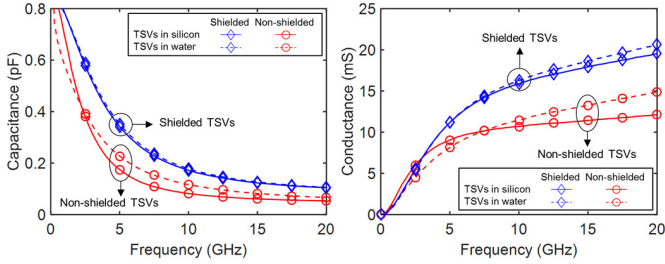 Shielded Non-shielded
TSVs in silicon
TSVs in water
Shielded TSVs
Non-shielded TSVs
Capacitance (pF)
0.8
0.6
0.4
0.2
0
0 5 10 15 20
Frequency (GHz)
Shielded TSVs
Non-shielded TSVs
Shielded Non-shielded
TSVs in silicon
TSVs in water
Conductance (mS)
25
20
15
10
5
0
0 5 10 15 20
Frequency (GHz)